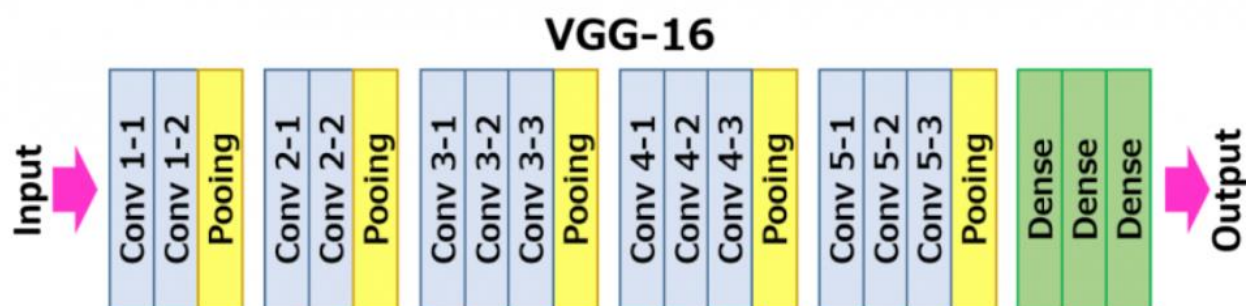 VGG-16
Input
Conv 1-1
Conv 1-2
Pooing
Conv 2-1
Conv 2-2
Pooing
Conv 3-1
Conv 3-2
Conv 3-3
Pooing
Conv 4-1
Conv 4-2
Conv 4-3
Pooing
Conv 5-1
Conv 5-2
Conv 5-3
Pooing
Dense
Dense
Dense
Output